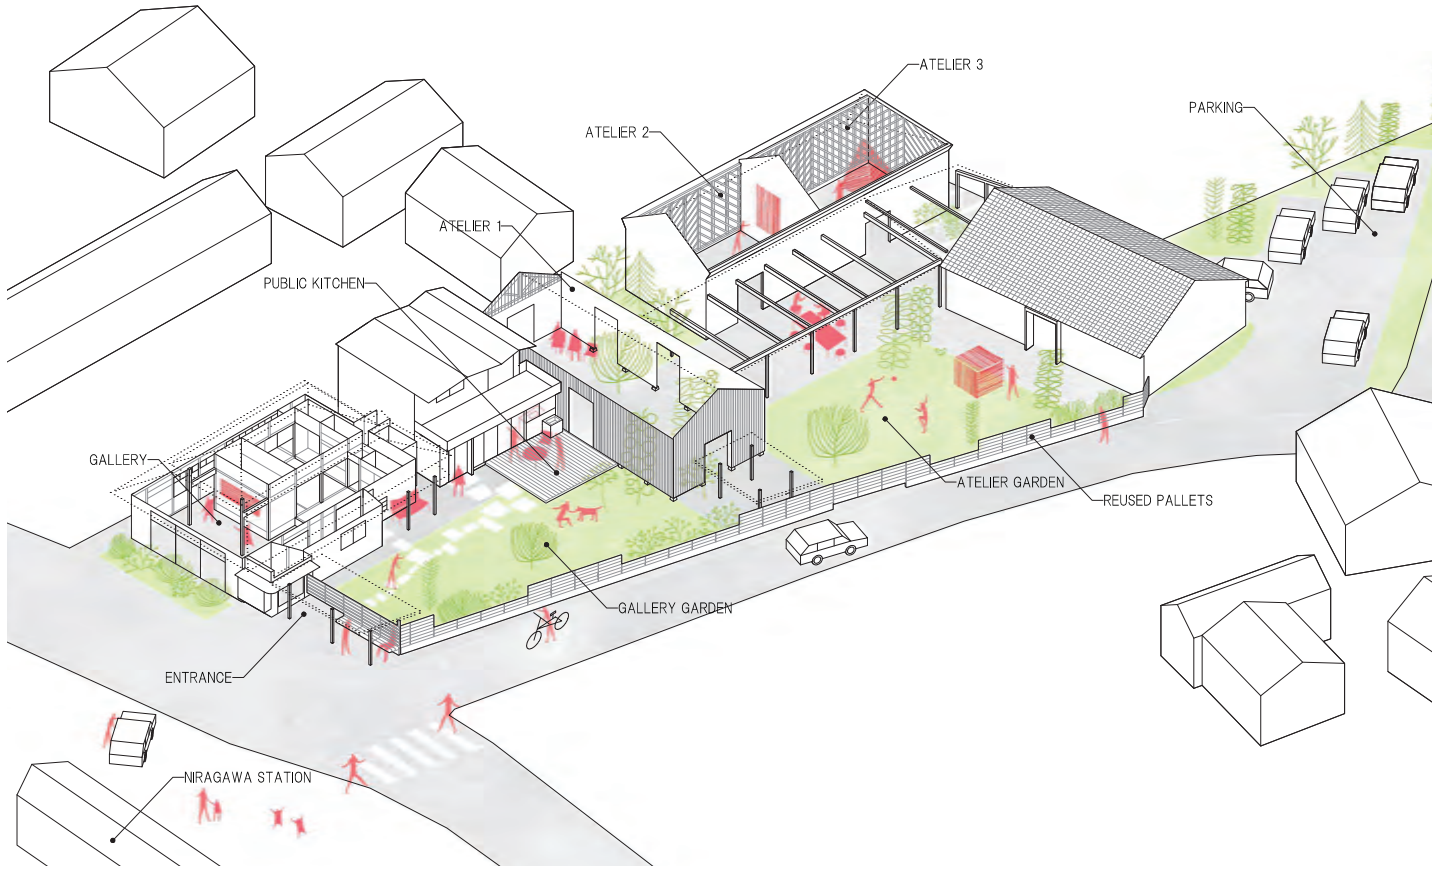 ATELIER 3
PARKING
ATELIER 2
ATELIER 1
PUBLIC KITCHEN
GALLERY
ATELIER GARDEN
REUSED PALLETS
GALLERY GARDEN
ENTRANCE
NIRAGAWA STATION